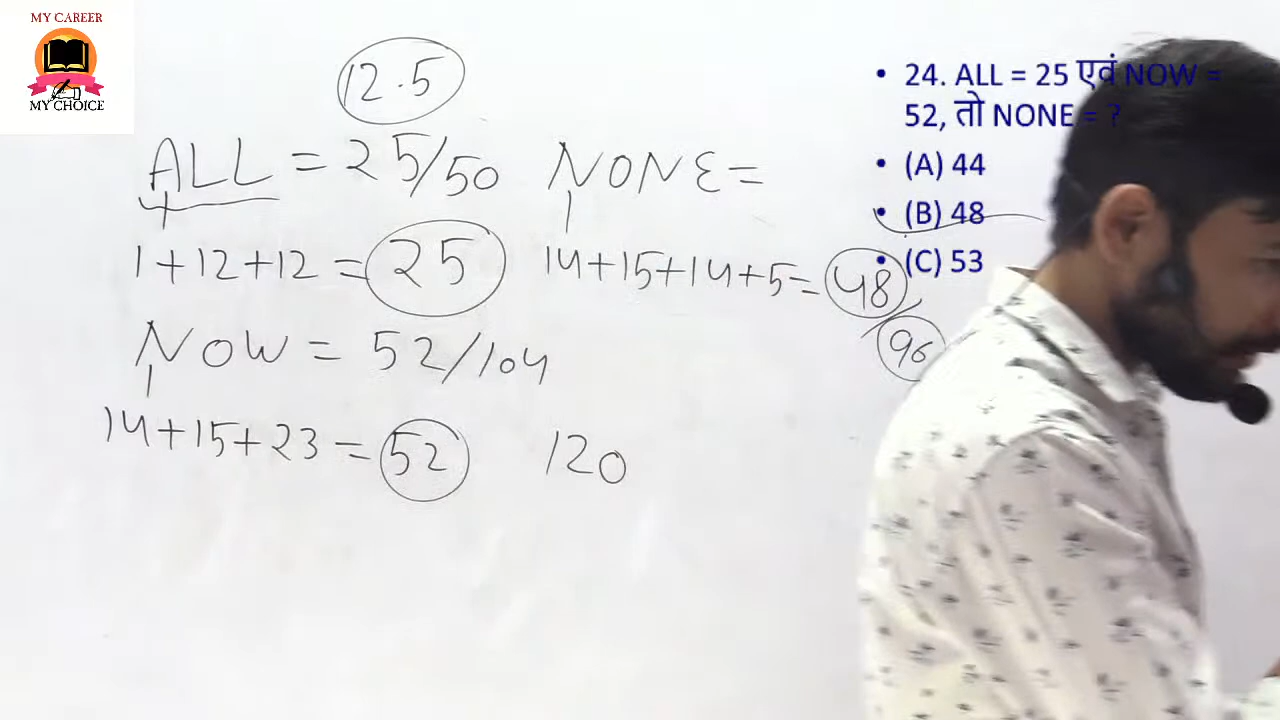 MY CAREER
MY CHOICE
12.5
ALL = 25/50
1+12+12 = 25
NOW = 52/104
14+15+23 = 52
NONE =
14+15+14+5= 48
96
120
• 24. ALL = 25 एवं NOW =
52, तो NONE = ?
• (A) 44
• (B) 48
• (C) 53